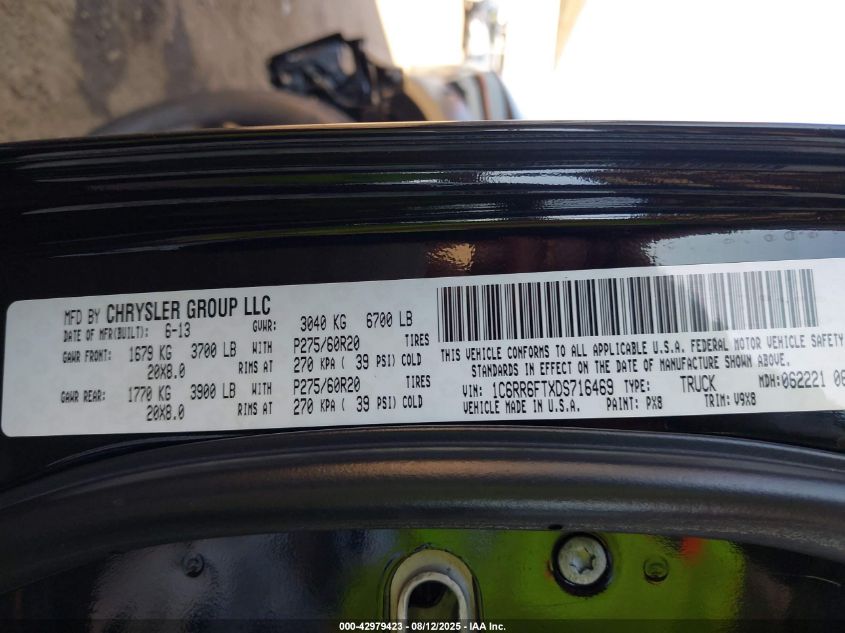 MFD BY CHRYSLER GROUP LLC
DATE OF MFR(BUILT): 6-13 GVWR: 3040 KG 6700 LB
GAWR FRONT: 1679 KG 3700 LB WITH P275/60R20 TIRES
20X8.0 RIMS AT 270 KPA ( 39 PSI) COLD
GAWR REAR: 1770 KG 3900 LB WITH P275/60R20 TIRES
20X8.0 RIMS AT 270 KPA ( 39 PSI) COLD
THIS VEHICLE CONFORMS TO ALL APPLICABLE U.S.A. FEDERAL MOTOR VEHICLE SAFETY
STANDARDS IN EFFECT ON THE DATE OF MANUFACTURE SHOWN ABOVE.
VIN: 1C6RR6FTXDS716469 TYPE: TRUCK MDH:062221 06
VEHICLE MADE IN U.S.A. PAINT: PX8 TRIM: V9X8
000-42979423 - 08/12/2025 - IAA Inc.